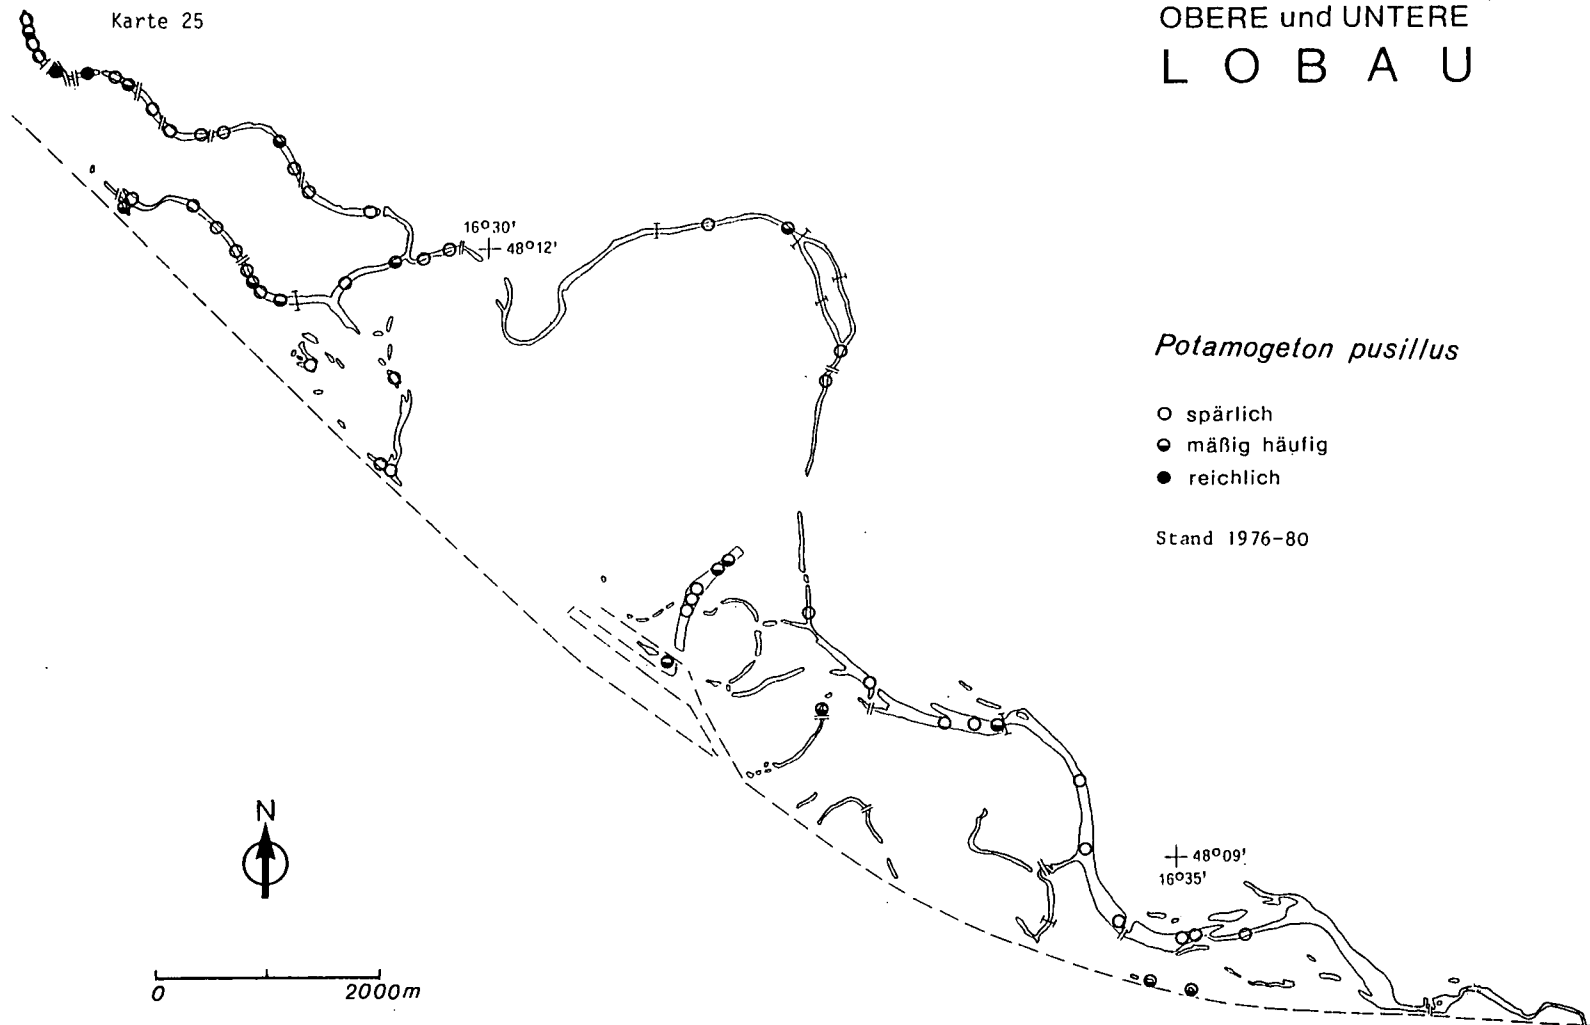 Karte 25
OBERE und UNTERE
LOBAU
16°30'
48°12'
Potamogeton pusillus
spärlich
mäßig häufig
reichlich
Stand 1976-80
N
48°09'
16°35'
0 2000m